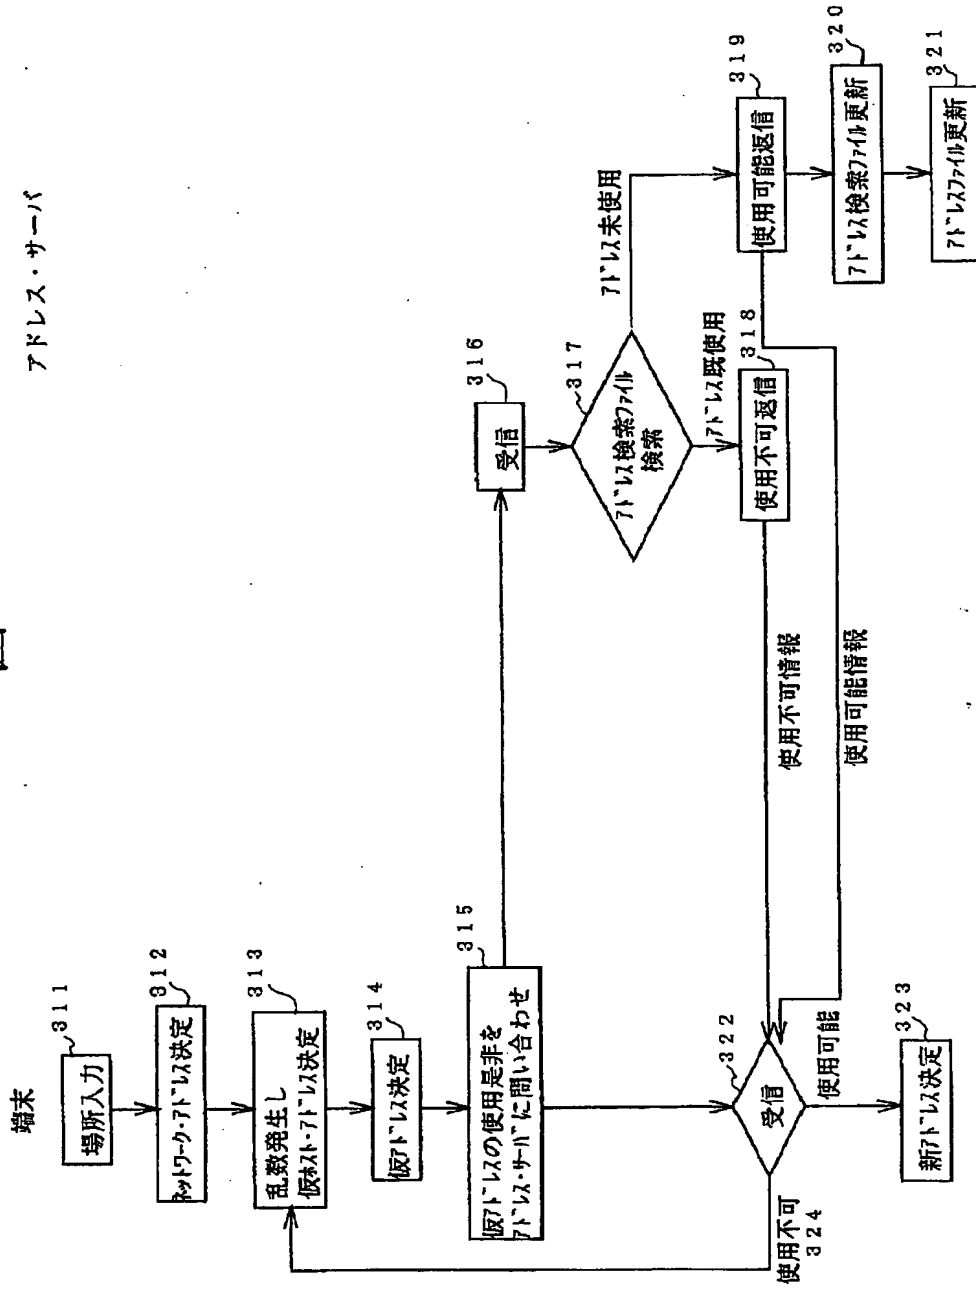 端末
アドレス・サーバ
場所入力
311
ネットワーク・アドレス決定
312
乱数発生し
仮ホスト・アドレス決定
313
仮アドレス決定
314
仮アドレスの使用是非を
アドレス・サーバに問い合わせ
315
受信
316
アドレス検索ファイル
検索
317
アドレス既使用
アドレス未使用
使用不可返信
318
使用可能返信
319
アドレス検索ファイル更新
320
アドレスファイル更新
321
使用不可情報
使用可能情報
受信
322
使用可能
新アドレス決定
323
使用不可
324